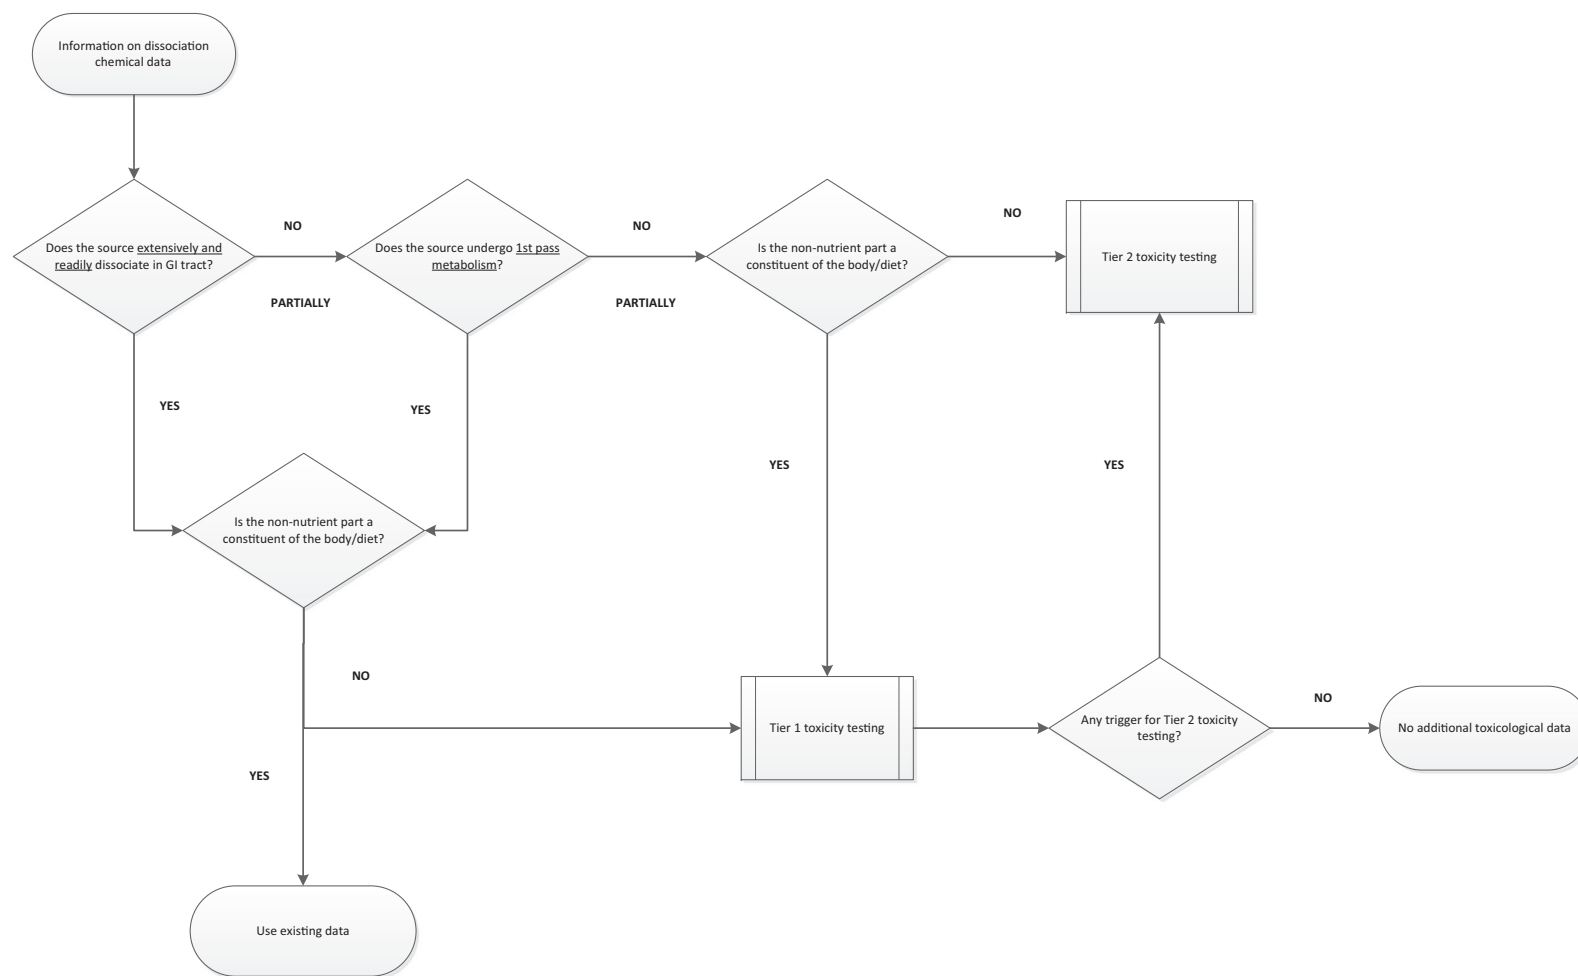 Information on dissociation
chemical data
Does the source extensively and
readily dissociate in GI tract?
NO
PARTIALLY
Does the source undergo 1st pass
metabolism?
NO
PARTIALLY
Is the non-nutrient part a
constituent of the body/diet?
NO
Tier 2 toxicity testing
YES
YES
YES
YES
Is the non-nutrient part a
constituent of the body/diet?
NO
YES
Tier 1 toxicity testing
Any trigger for Tier 2 toxicity
testing?
NO
No additional toxicological data
Use existing data